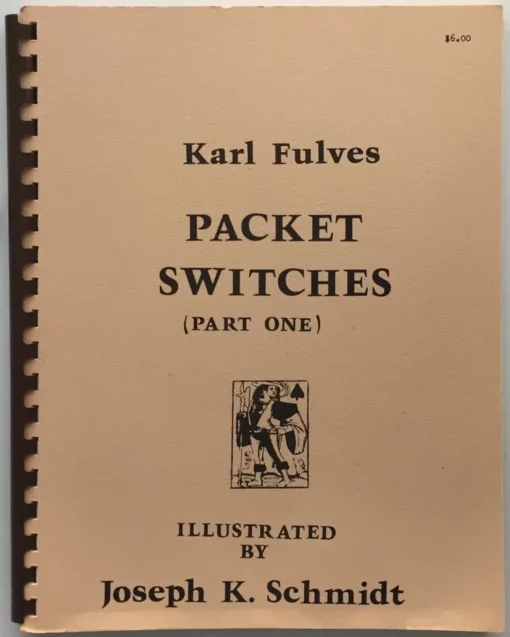 $6.00
Karl Fulves
PACKET
SWITCHES
(PART ONE)
ILLUSTRATED
BY
Joseph K. Schmidt